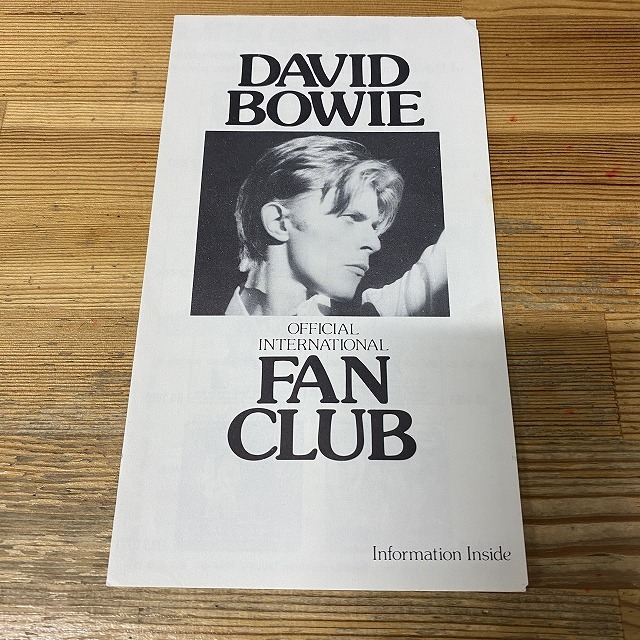 DAVID
BOWIE
OFFICIAL
INTERNATIONAL
FAN
CLUB
Information Inside